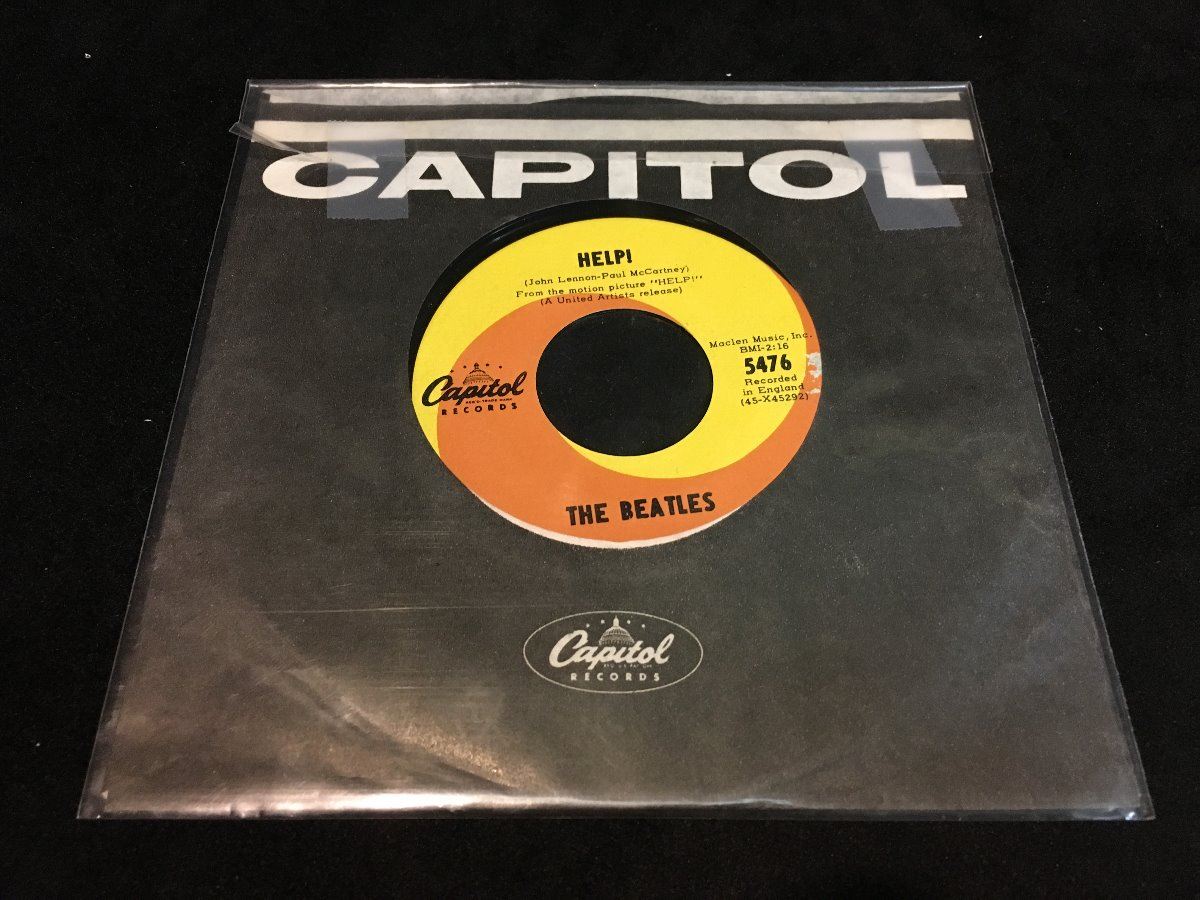 CAPITOL
HELP!
(John Lennon-Paul McCartney)
From the motion picture "HELP!"
(A United Artists release)
Maclen Music, Inc.
BMI-2:16
5476
Recorded
in England
(45-X45292)
Capitol
RECORDS
THE BEATLES
Capitol
RECORDS